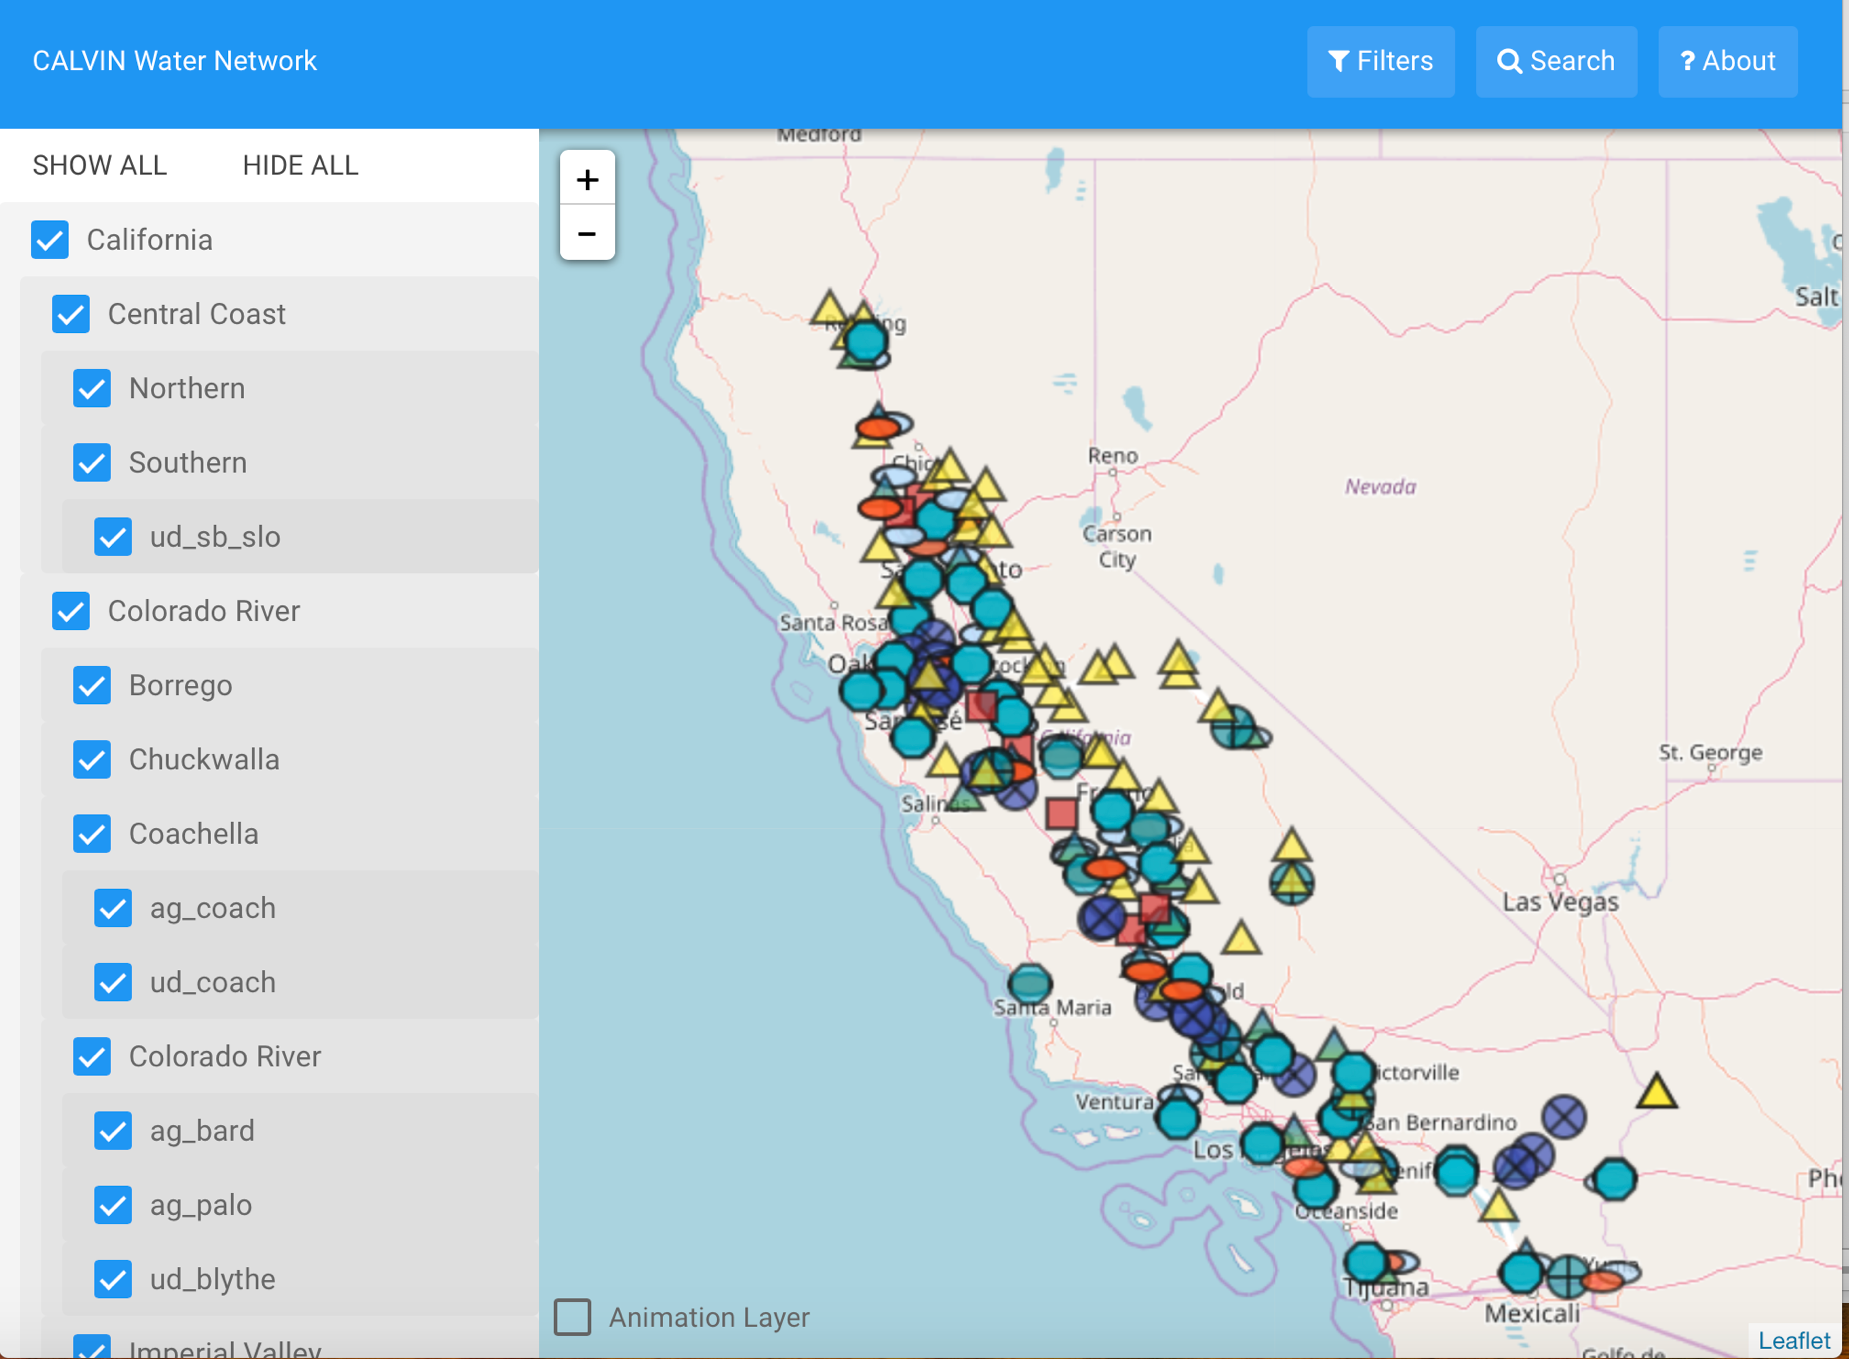 CALVIN Water Network
Filters
Search
? About
SHOW ALL
HIDE ALL
California
Central Coast
Northern
Southern
ud_sb_slo
Colorado River
Borrego
Chuckwalla
Coachella
ag_coach
ud_coach
Colorado River
ag_bard
ag_palo
ud_blythe
Imperial Valley
+
−
Medford
Salt
Reno
Nevada
Carson
City
Santa Rosa
St. George
Salinas
Las Vegas
Santa Maria
Ventura
San Bernardino
Oceanside
Tijuana
Mexicali
Yuma
Animation Layer
Leaflet